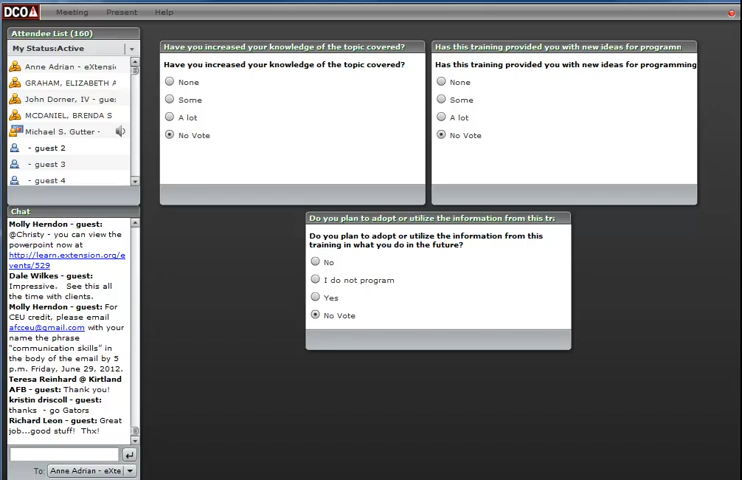 DCO
Meeting Present Help
Attendee List (160)
My Status:Active
Anne Adrian - eXtensi
GRAHAM, ELIZABETH A
John Dorner, IV - gue
MCDANIEL, BRENDA S
Michael S. Gutter -
- guest 2
- guest 3
- guest 4
Chat
Molly Herndon - guest:
@Christy - you can view the
powerpoint now at
http://learn.extension.org/e
vents/529
Dale Wilkes - guest:
Impressive. See this all
the time with clients.
Molly Herndon - guest: For
CEU credit, please email
afcceu@gmail.com with your
name the phrase
"communication skills" in
the body of the email by 5
p.m. Friday, June 29, 2012.
Teresa Reinhard @ Kirtland
AFB - guest: Thank you!
kristin driscoll - guest:
thanks - go Gators
Richard Leon - guest: Great
job...good stuff! Thx!
To: Anne Adrian - eXte
Have you increased your knowledge of the topic covered?
Have you increased your knowledge of the topic covered?
None
Some
A lot
No Vote
Has this training provided you with new ideas for programm
Has this training provided you with new ideas for programming
None
Some
A lot
No Vote
Do you plan to adopt or utilize the information from this tr
Do you plan to adopt or utilize the information from this
training in what you do in the future?
No
I do not program
Yes
No Vote